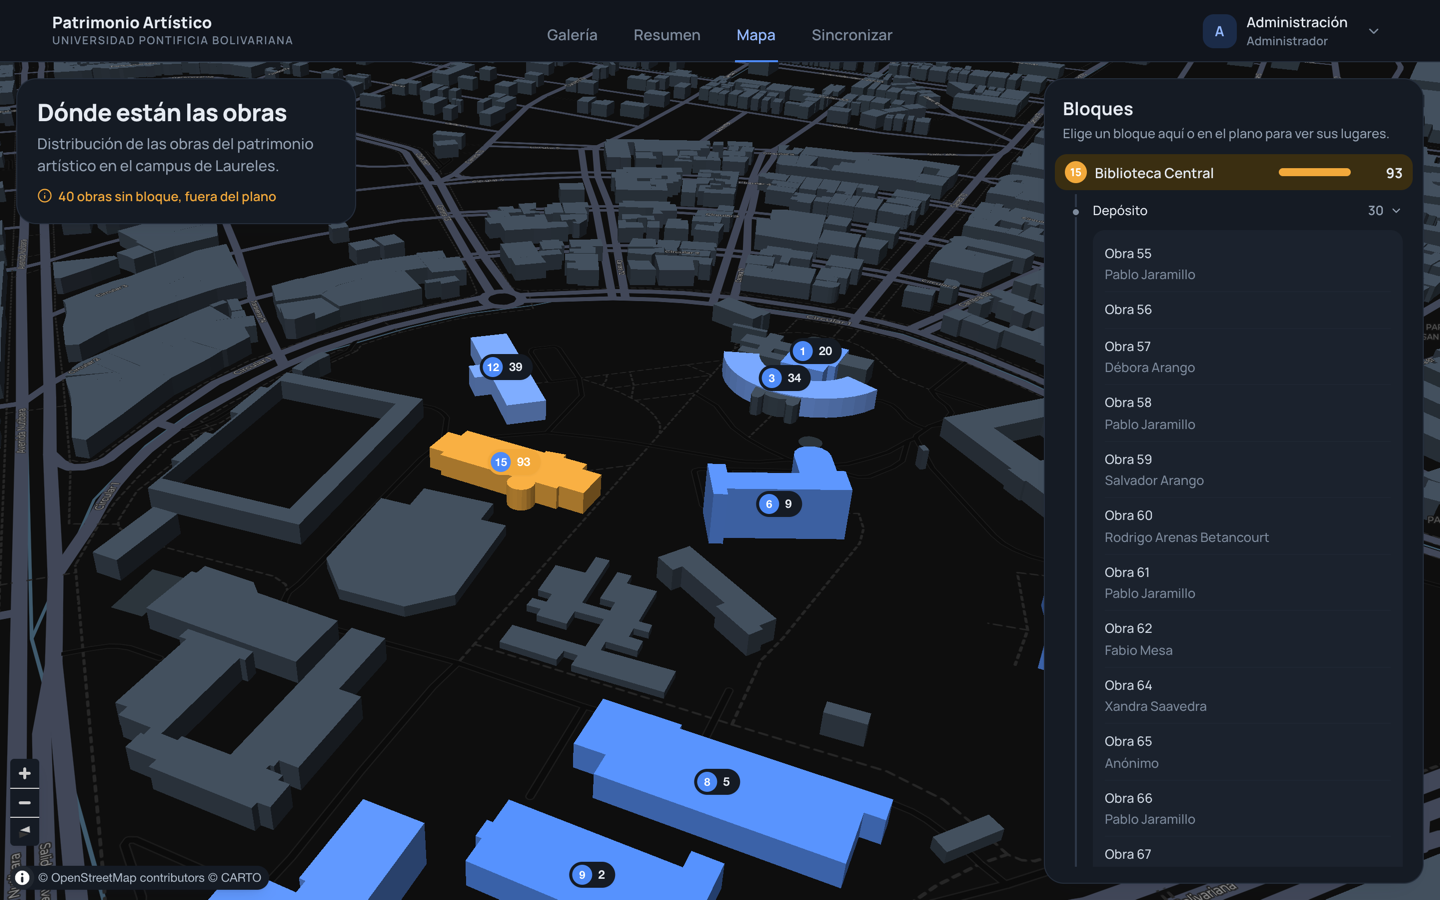 Patrimonio Artístico
UNIVERSIDAD PONTIFICIA BOLIVARIANA
Galería
Resumen
Mapa
Sincronizar
A
Administración
Administrador
Dónde están las obras
Distribución de las obras del patrimonio
artístico en el campus de Laureles.
40 obras sin bloque, fuera del plano
Bloques
Elige un bloque aquí o en el plano para ver sus lugares.
15 Biblioteca Central 93
Depósito 30
Obra 55
Pablo Jaramillo
Obra 56
Obra 57
Débora Arango
Obra 58
Pablo Jaramillo
Obra 59
Salvador Arango
Obra 60
Rodrigo Arenas Betancourt
Obra 61
Pablo Jaramillo
Obra 62
Fabio Mesa
Obra 64
Xandra Saavedra
Obra 65
Anónimo
Obra 66
Pablo Jaramillo
Obra 67
1 20
12 39
3 34
15 93
6 9
8 5
9 2
+
−
© OpenStreetMap contributors © CARTO